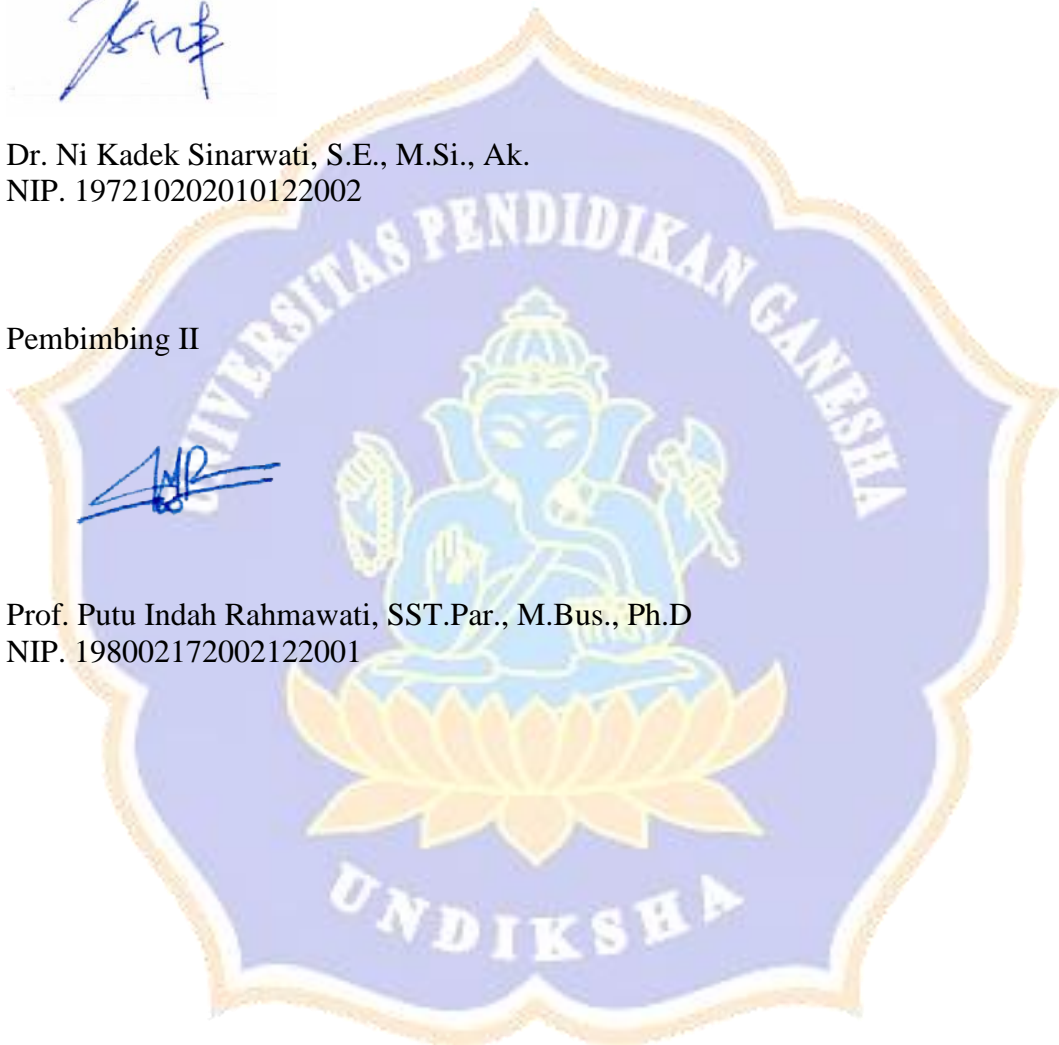 Dr. Ni Kadek Sinarwati, S.E., M.Si., Ak.
NIP. 197210202010122002
UNIVERSITAS PENDIDIKAN GANESHA
Pembimbing II
Prof. Putu Indah Rahmawati, SST.Par., M.Bus., Ph.D
NIP. 198002172002122001
UNDIKSHA